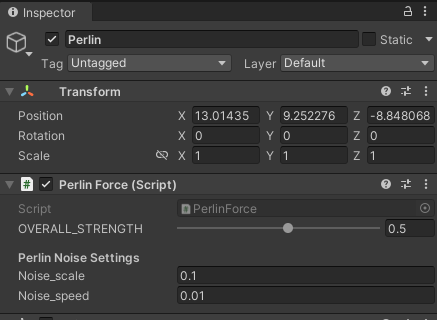 Inspector
Perlin
Static
Tag Untagged Layer Default
Transform
Position X 13.01435 Y 9.252276 Z -8.848068
Rotation X 0 Y 0 Z 0
Scale X 1 Y 1 Z 1
# Perlin Force (Script)
Script # PerlinForce
OVERALL_STRENGTH 0.5
Perlin Noise Settings
Noise_scale 0.1
Noise_speed 0.01